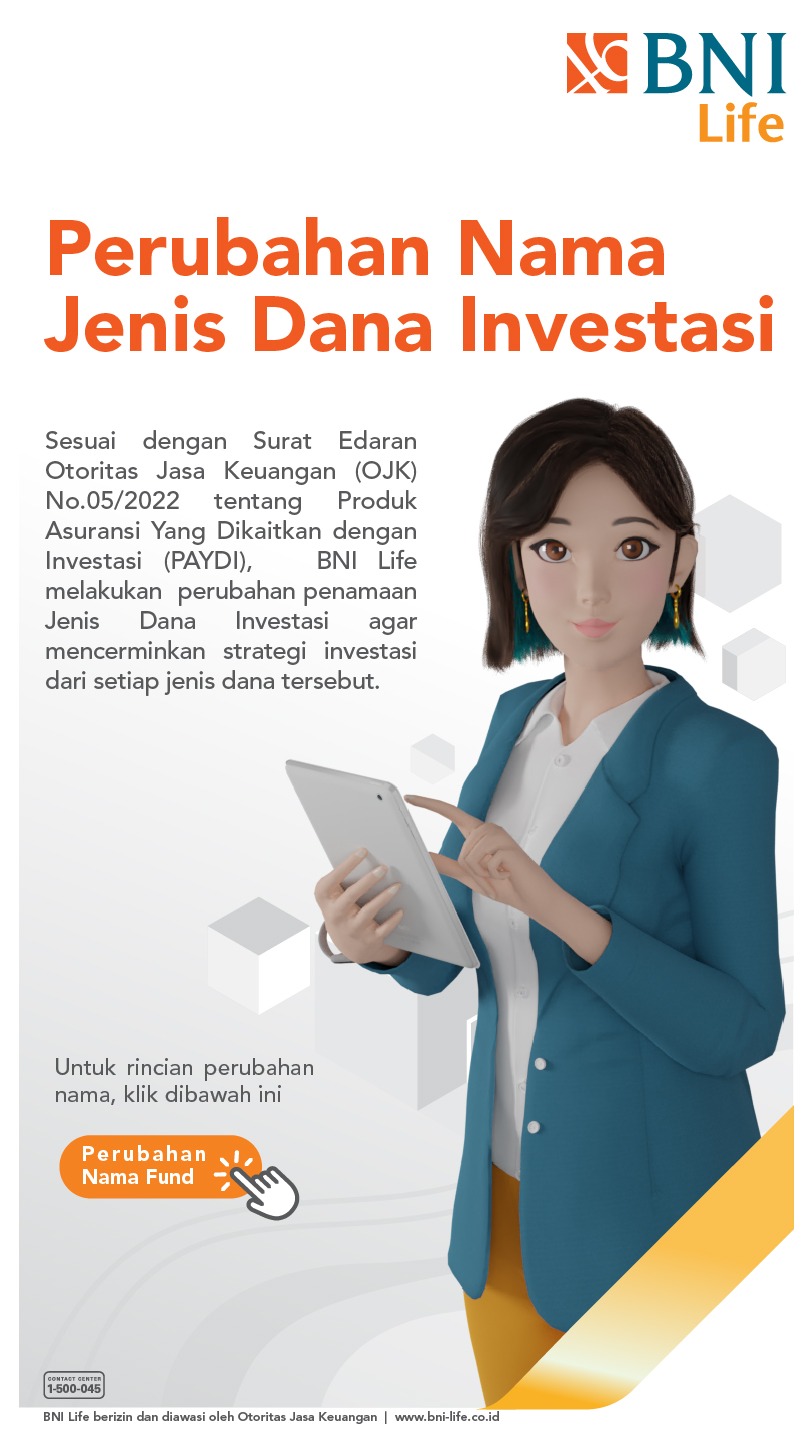 BNI
Life
Perubahan Nama
Jenis Dana Investasi
Sesuai dengan Surat Edaran
Otoritas Jasa Keuangan (OJK)
No.05/2022 tentang Produk
Asuransi Yang Dikaitkan dengan
Investasi (PAYDI), BNI Life
melakukan perubahan penamaan
Jenis Dana Investasi agar
mencerminkan strategi investasi
dari setiap jenis dana tersebut.
Untuk rincian perubahan
nama, klik dibawah ini
Perubahan
Nama Fund
CONTACT CENTER
1-500-045
BNI Life berizin dan diawasi oleh Otoritas Jasa Keuangan | www.bni-life.co.id